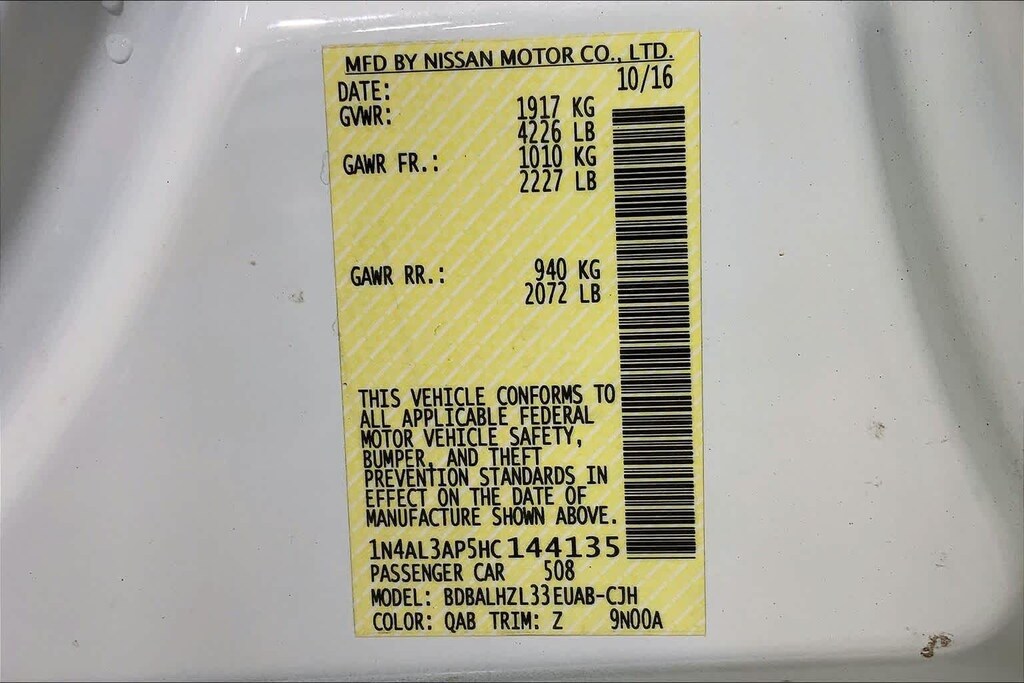 MFD BY NISSAN MOTOR CO., LTD.
DATE: 10/16
GVWR: 1917 KG
4226 LB
GAWR FR.: 1010 KG
2227 LB
GAWR RR.: 940 KG
2072 LB
THIS VEHICLE CONFORMS TO
ALL APPLICABLE FEDERAL
MOTOR VEHICLE SAFETY,
BUMPER, AND THEFT
PREVENTION STANDARDS IN
EFFECT ON THE DATE OF
MANUFACTURE SHOWN ABOVE.
1N4AL3AP5HC144135
PASSENGER CAR 508
MODEL: BDBALHZL33EUAB-CJH
COLOR: QAB TRIM: Z 9N00A